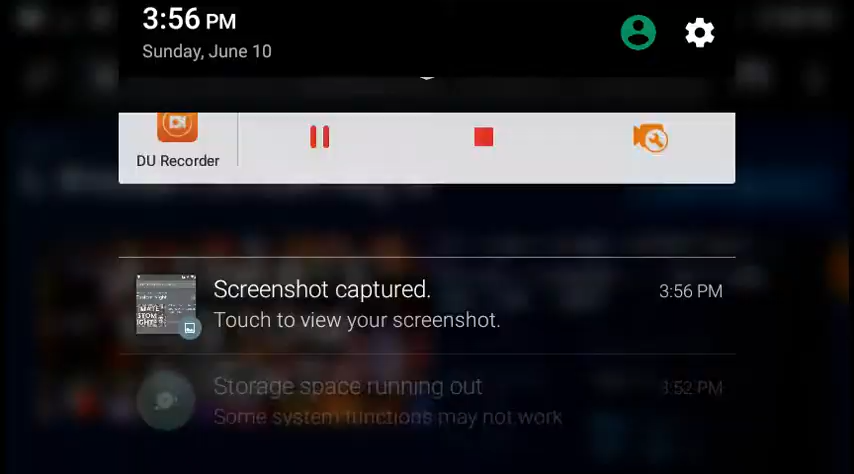 3:56 PM
Sunday, June 10
DU Recorder
Screenshot captured.
3:56 PM
Touch to view your screenshot.
Storage space running out
3:52 PM
Some system functions may not work